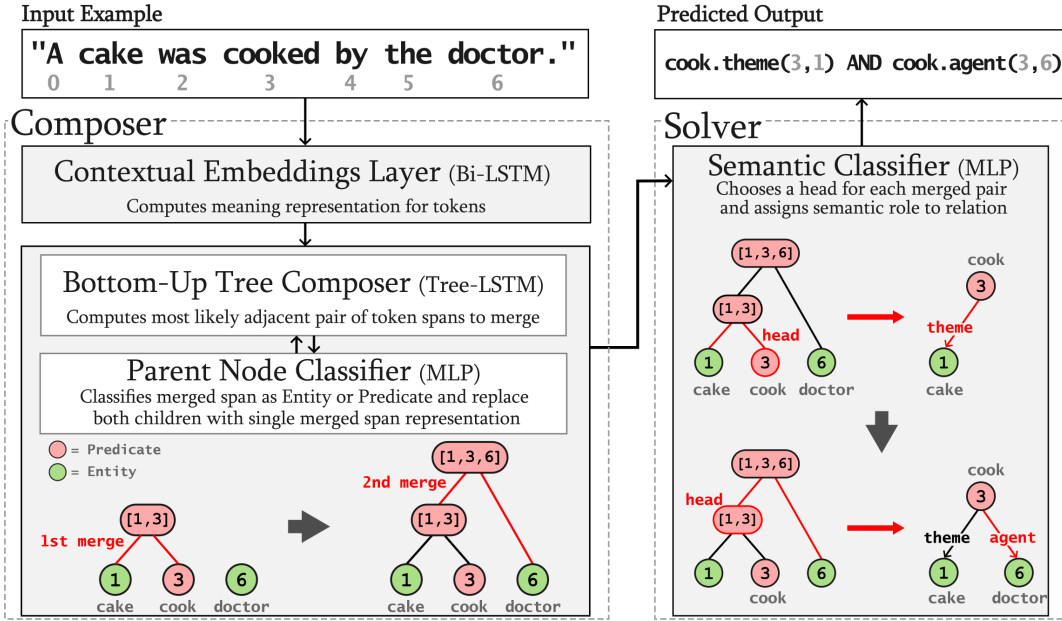 Input Example
"A cake was cooked by the doctor."
0 1 2 3 4 5 6
Composer
Contextual Embeddings Layer (Bi-LSTM)
Computes meaning representation for tokens
Bottom-Up Tree Composer (Tree-LSTM)
Computes most likely adjacent pair of token spans to merge
Parent Node Classifier (MLP)
Classifies merged span as Entity or Predicate and replace
both children with single merged span representation
= Predicate
= Entity
[1,3]
1st merge
1 3 6
cake cook doctor
[1,3,6]
2nd merge
[1,3]
1 3 6
cake cook doctor
Predicted Output
cook.theme(3,1) AND cook.agent(3,6)
Solver
Semantic Classifier (MLP)
Chooses a head for each merged pair
and assigns semantic role to relation
[1,3,6]
[1,3]
head
1 3 6
cake cook doctor
cook
3
theme
1
cake
[1,3,6]
head
[1,3]
1 3 6
cook
cook
3
theme agent
1 6
cake doctor